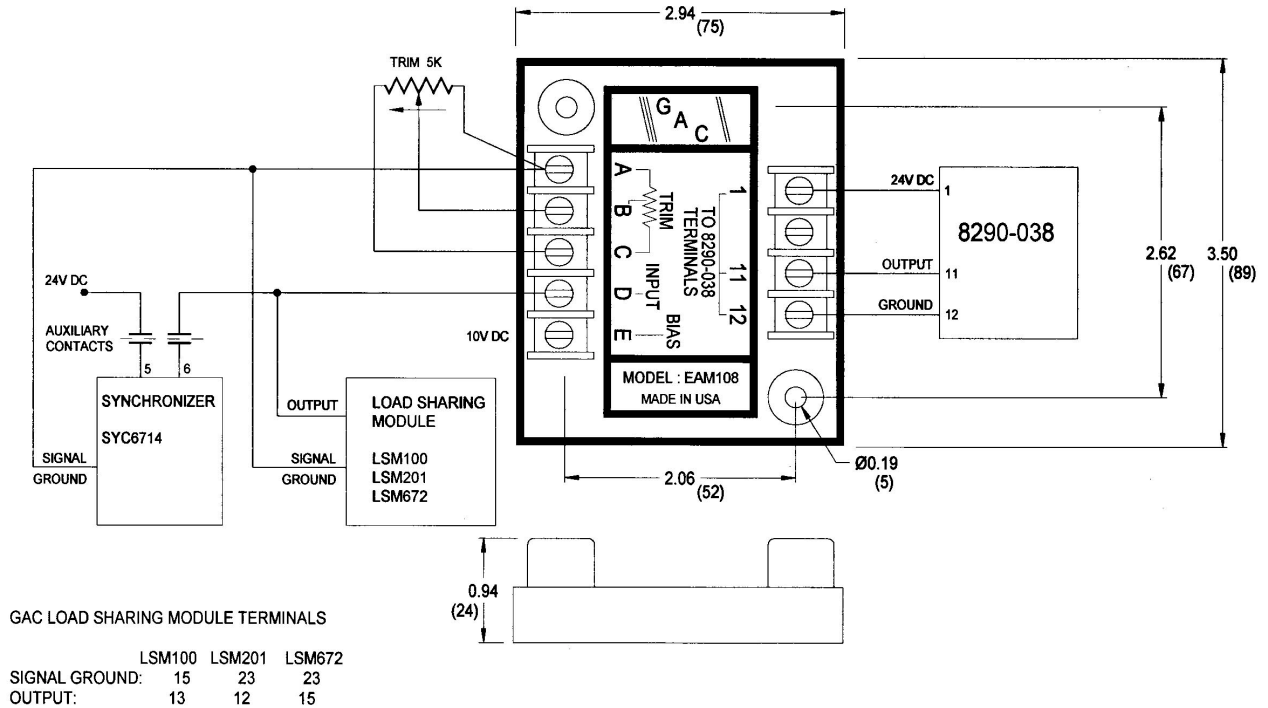 2.94
(75)
TRIM 5K
G A C
A
B
C
D
E
TRIM
INPUT
BIAS
TO 8290-038
TERMINALS
1
11
12
MODEL : EAM108
MADE IN USA
10V DC
24V DC
1
8290-038
OUTPUT
11
GROUND
12
2.62
(67)
3.50
(89)
24V DC
AUXILIARY
CONTACTS
5 6
SYNCHRONIZER
SYC6714
SIGNAL
GROUND
OUTPUT
LOAD SHARING
MODULE
SIGNAL
GROUND
LSM100
LSM201
LSM672
2.06
(52)
Ø0.19
(5)
0.94
(24)
GAC LOAD SHARING MODULE TERMINALS
LSM100 LSM201 LSM672
SIGNAL GROUND: 15 23 23
OUTPUT: 13 12 15